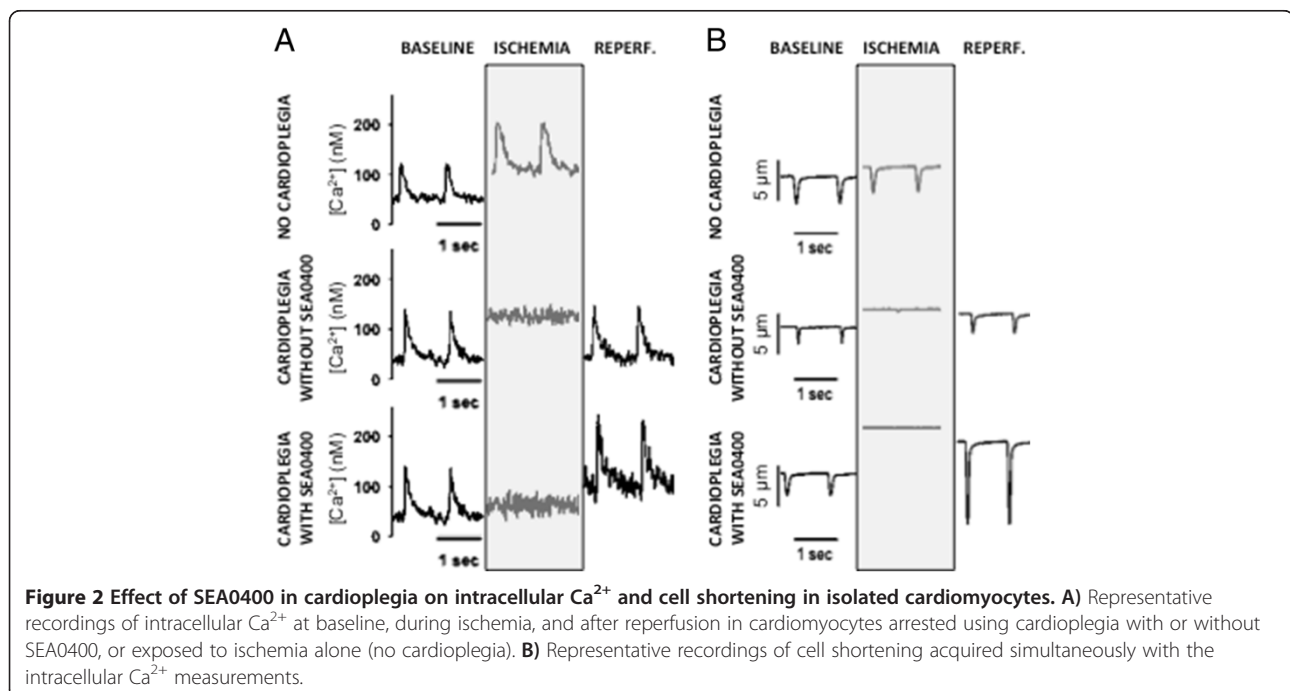 A
B
BASELINE ISCHEMIA REPERF.
BASELINE ISCHEMIA REPERF.
NO CARDIOPLEGIA
[Ca²⁺] (nM)
200
100
0
1 sec
CARDIOPLEGIA
WITHOUT SEA0400
[Ca²⁺] (nM)
200
100
0
1 sec
CARDIOPLEGIA
WITH SEA0400
[Ca²⁺] (nM)
200
100
0
1 sec
NO CARDIOPLEGIA
5 µm
1 sec
CARDIOPLEGIA
WITHOUT SEA0400
5 µm
1 sec
CARDIOPLEGIA
WITH SEA0400
5 µm
1 sec
Figure 2 Effect of SEA0400 in cardioplegia on intracellular Ca²⁺ and cell shortening in isolated cardiomyocytes. A) Representative
recordings of intracellular Ca²⁺ at baseline, during ischemia, and after reperfusion in cardiomyocytes arrested using cardioplegia with or without
SEA0400, or exposed to ischemia alone (no cardioplegia). B) Representative recordings of cell shortening acquired simultaneously with the
intracellular Ca²⁺ measurements.